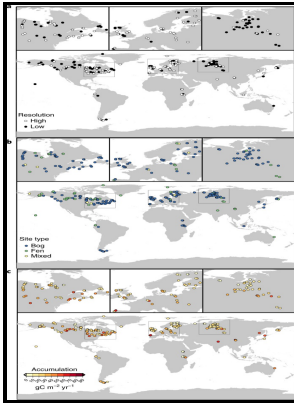 a
Resolution
High
Low
b
Site type
Bog
Fen
Mixed
c
Accumulation
gC m⁻² yr⁻¹